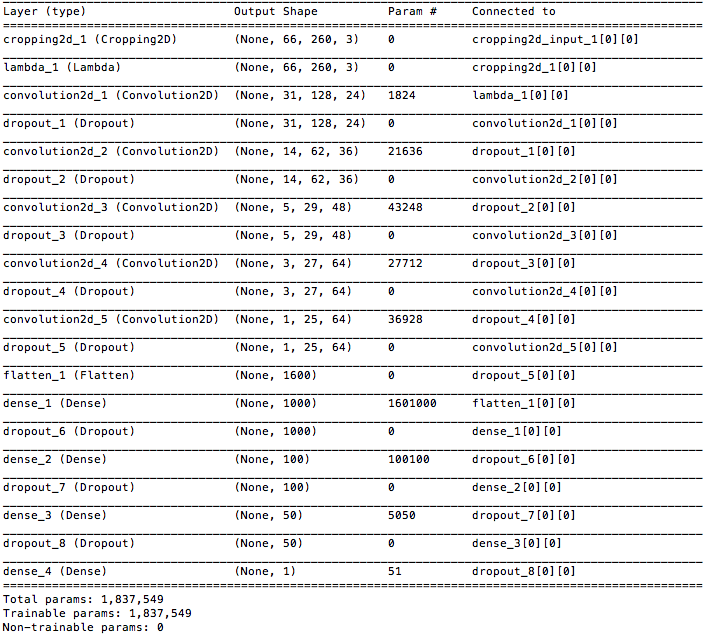 Layer (type) Output Shape Param # Connected to
cropping2d_1 (Cropping2D) (None, 66, 260, 3) 0 cropping2d_input_1[0][0]
lambda_1 (Lambda) (None, 66, 260, 3) 0 cropping2d_1[0][0]
convolution2d_1 (Convolution2D) (None, 31, 128, 24) 1824 lambda_1[0][0]
dropout_1 (Dropout) (None, 31, 128, 24) 0 convolution2d_1[0][0]
convolution2d_2 (Convolution2D) (None, 14, 62, 36) 21636 dropout_1[0][0]
dropout_2 (Dropout) (None, 14, 62, 36) 0 convolution2d_2[0][0]
convolution2d_3 (Convolution2D) (None, 5, 29, 48) 43248 dropout_2[0][0]
dropout_3 (Dropout) (None, 5, 29, 48) 0 convolution2d_3[0][0]
convolution2d_4 (Convolution2D) (None, 3, 27, 64) 27712 dropout_3[0][0]
dropout_4 (Dropout) (None, 3, 27, 64) 0 convolution2d_4[0][0]
convolution2d_5 (Convolution2D) (None, 1, 25, 64) 36928 dropout_4[0][0]
dropout_5 (Dropout) (None, 1, 25, 64) 0 convolution2d_5[0][0]
flatten_1 (Flatten) (None, 1600) 0 dropout_5[0][0]
dense_1 (Dense) (None, 1000) 1601000 flatten_1[0][0]
dropout_6 (Dropout) (None, 1000) 0 dense_1[0][0]
dense_2 (Dense) (None, 100) 100100 dropout_6[0][0]
dropout_7 (Dropout) (None, 100) 0 dense_2[0][0]
dense_3 (Dense) (None, 50) 5050 dropout_7[0][0]
dropout_8 (Dropout) (None, 50) 0 dense_3[0][0]
dense_4 (Dense) (None, 1) 51 dropout_8[0][0]
Total params: 1,837,549
Trainable params: 1,837,549
Non-trainable params: 0